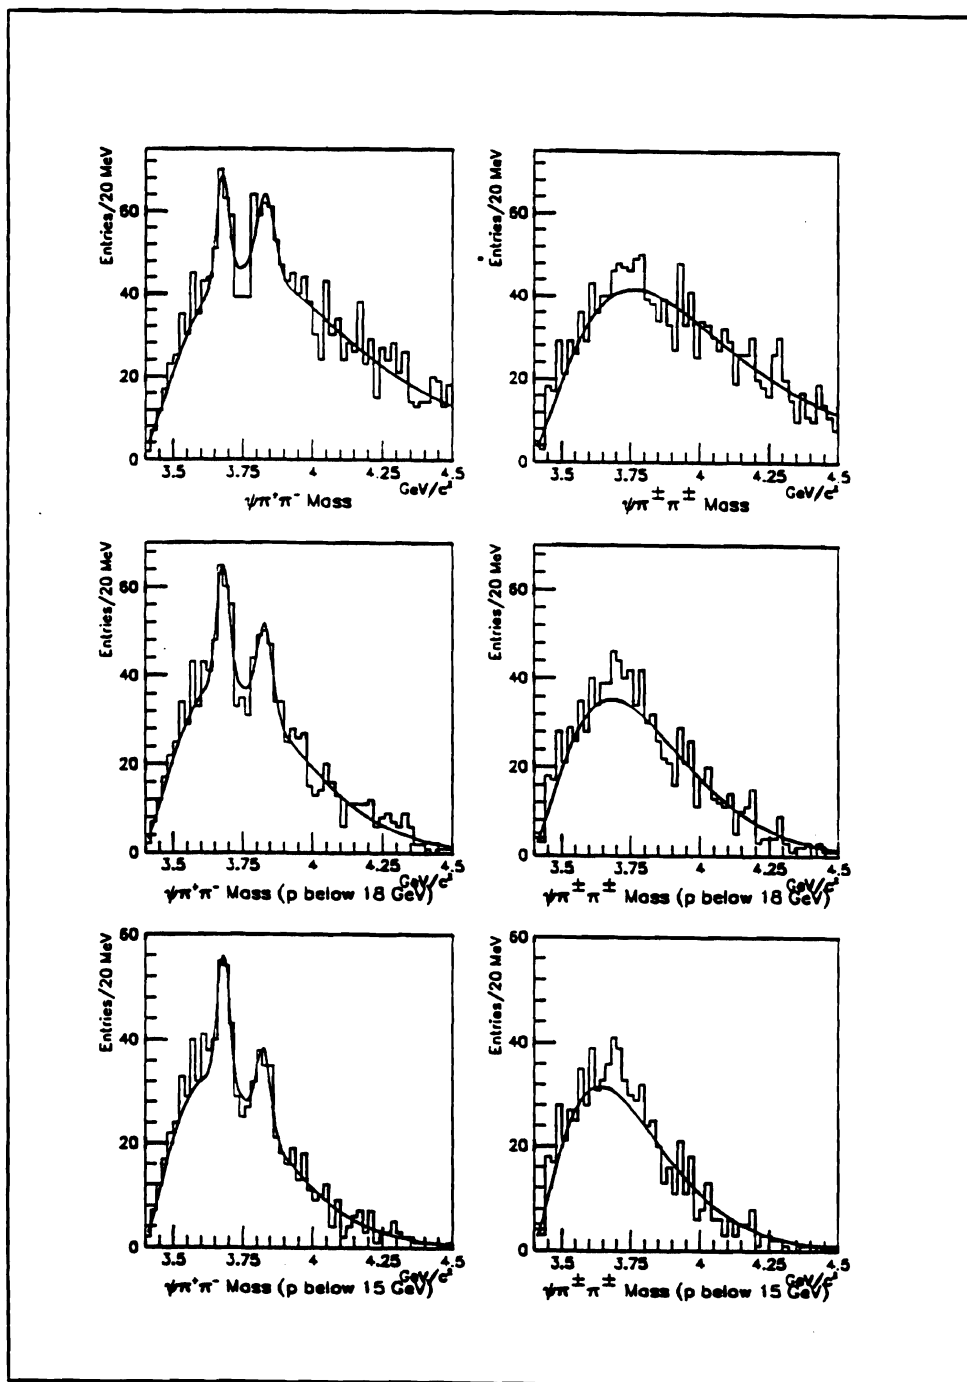 Entries/20 MeV
60
40
20
0
3.5 3.75 4 4.25 4.5
GeV/c²
ψπ⁺π⁻ Mass
Entries/20 MeV
60
40
20
0
3.5 3.75 4 4.25 4.5
GeV/c²
ψπ±π± Mass
Entries/20 MeV
60
40
20
0
3.5 3.75 4 4.25 4.5
GeV/c²
ψπ⁺π⁻ Mass (p below 18 GeV)
Entries/20 MeV
60
40
20
0
3.5 3.75 4 4.25 4.5
GeV/c²
ψπ±π± Mass (p below 18 GeV)
Entries/20 MeV
60
40
20
0
3.5 3.75 4 4.25 4.5
GeV/c²
ψπ⁺π⁻ Mass (p below 15 GeV)
Entries/20 MeV
60
40
20
0
3.5 3.75 4 4.25 4.5
GeV/c²
ψπ±π± Mass (p below 15 GeV)